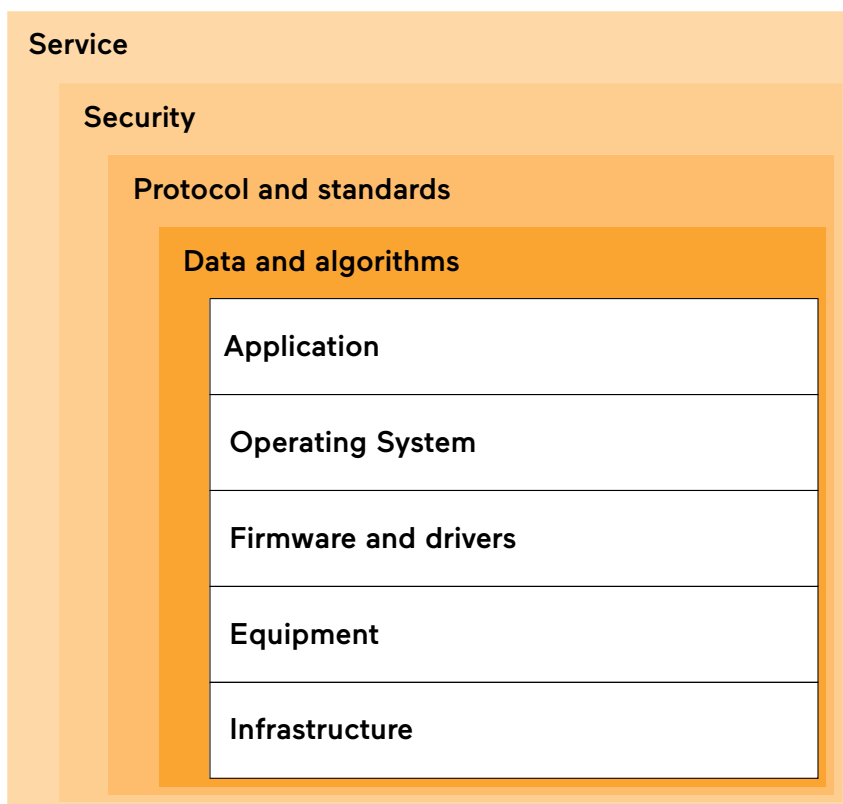 Service
Security
Protocol and standards
Data and algorithms
Application
Operating System
Firmware and drivers
Equipment
Infrastructure